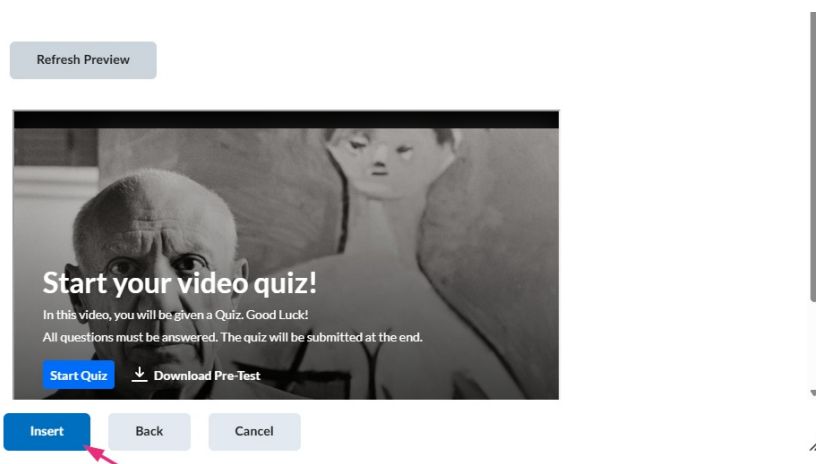 Refresh Preview
Start your video quiz!
In this video, you will be given a Quiz. Good Luck!
All questions must be answered. The quiz will be submitted at the end.
Start Quiz Download Pre-Test
Insert Back Cancel